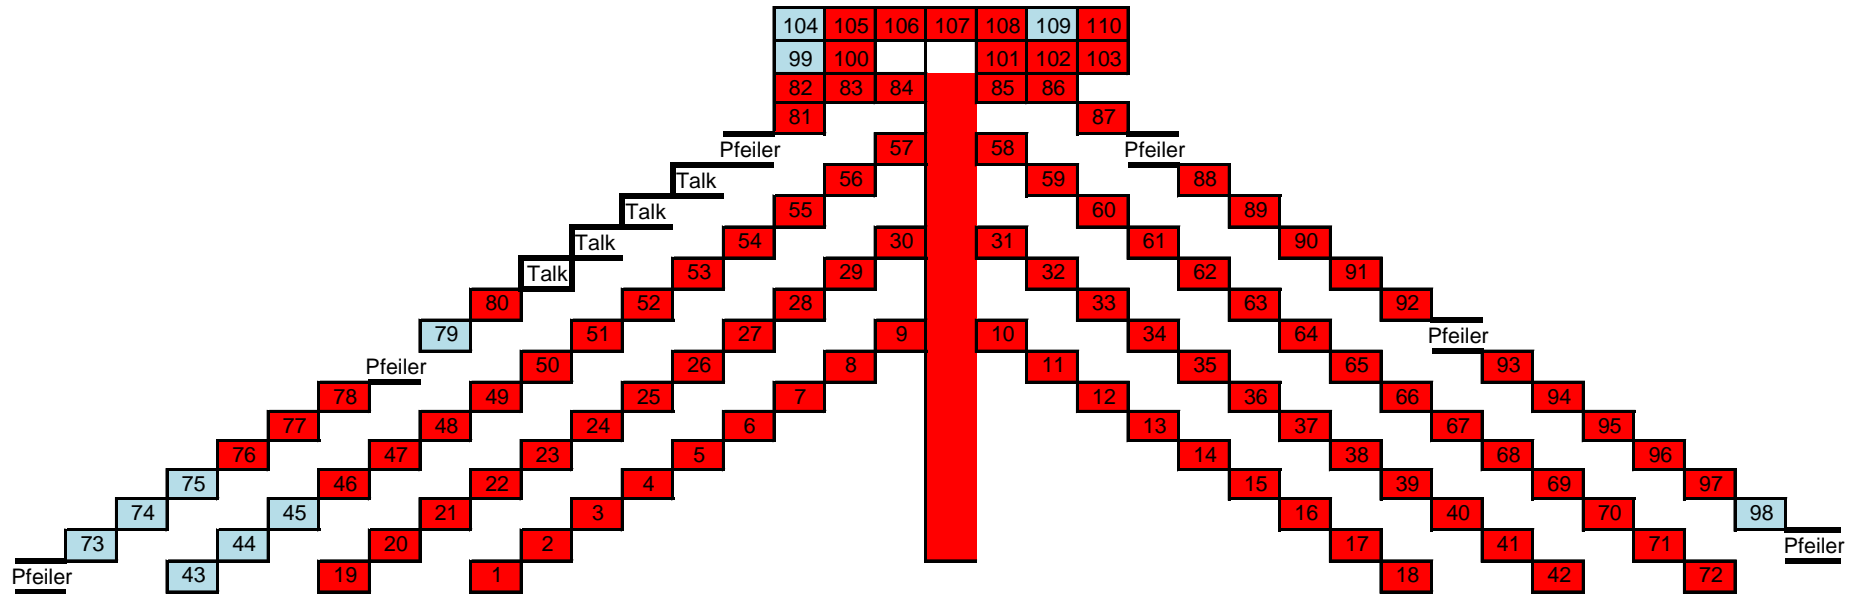 104 105 106 107 108 109 110
99 100 101 102 103
82 83 84 85 86
81 87
Pfeiler 57 58 Pfeiler
Talk 56 59 88
Talk 55 60 89
Talk 54 30 31 61 90
Talk 53 29 32 62 91
80 52 28 33 63 92
79 51 27 9 10 34 64 Pfeiler
Pfeiler 50 26 8 11 35 65 93
78 49 25 7 12 36 66 94
77 48 24 6 13 37 67 95
76 47 23 5 14 38 68 96
75 46 22 4 15 39 69 97
74 45 21 3 16 40 70 98
73 44 20 2 17 41 71 Pfeiler
Pfeiler 43 19 1 18 42 72